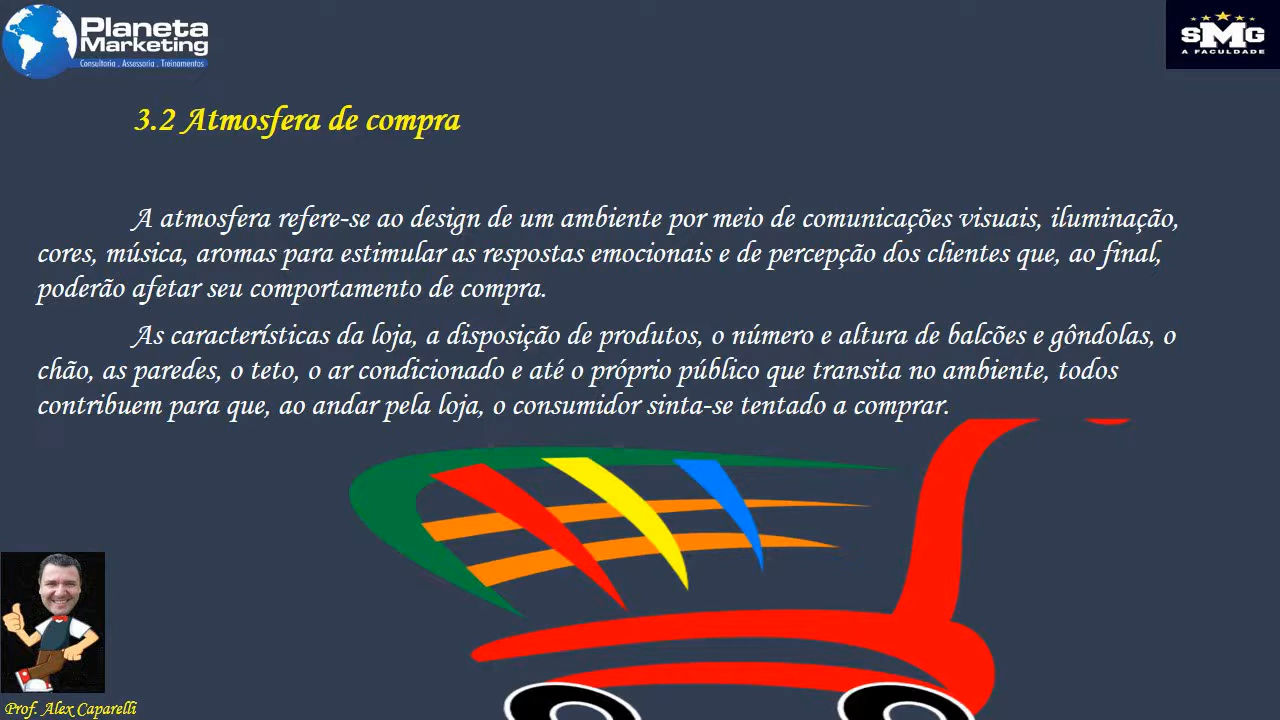 Planeta
Marketing
Consultoria . Assessoria . Treinamentos
SMG
A FACULDADE
3.2 Atmosfera de compra
A atmosfera refere-se ao design de um ambiente por meio de comunicações visuais, iluminação,
cores, música, aromas para estimular as respostas emocionais e de percepção dos clientes que, ao final,
poderão afetar seu comportamento de compra.
As características da loja, a disposição de produtos, o número e altura de balcões e gôndolas, o
chão, as paredes, o teto, o ar condicionado e até o próprio público que transita no ambiente, todos
contribuem para que, ao andar pela loja, o consumidor sinta-se tentado a comprar.
Prof. Alex Caparelli